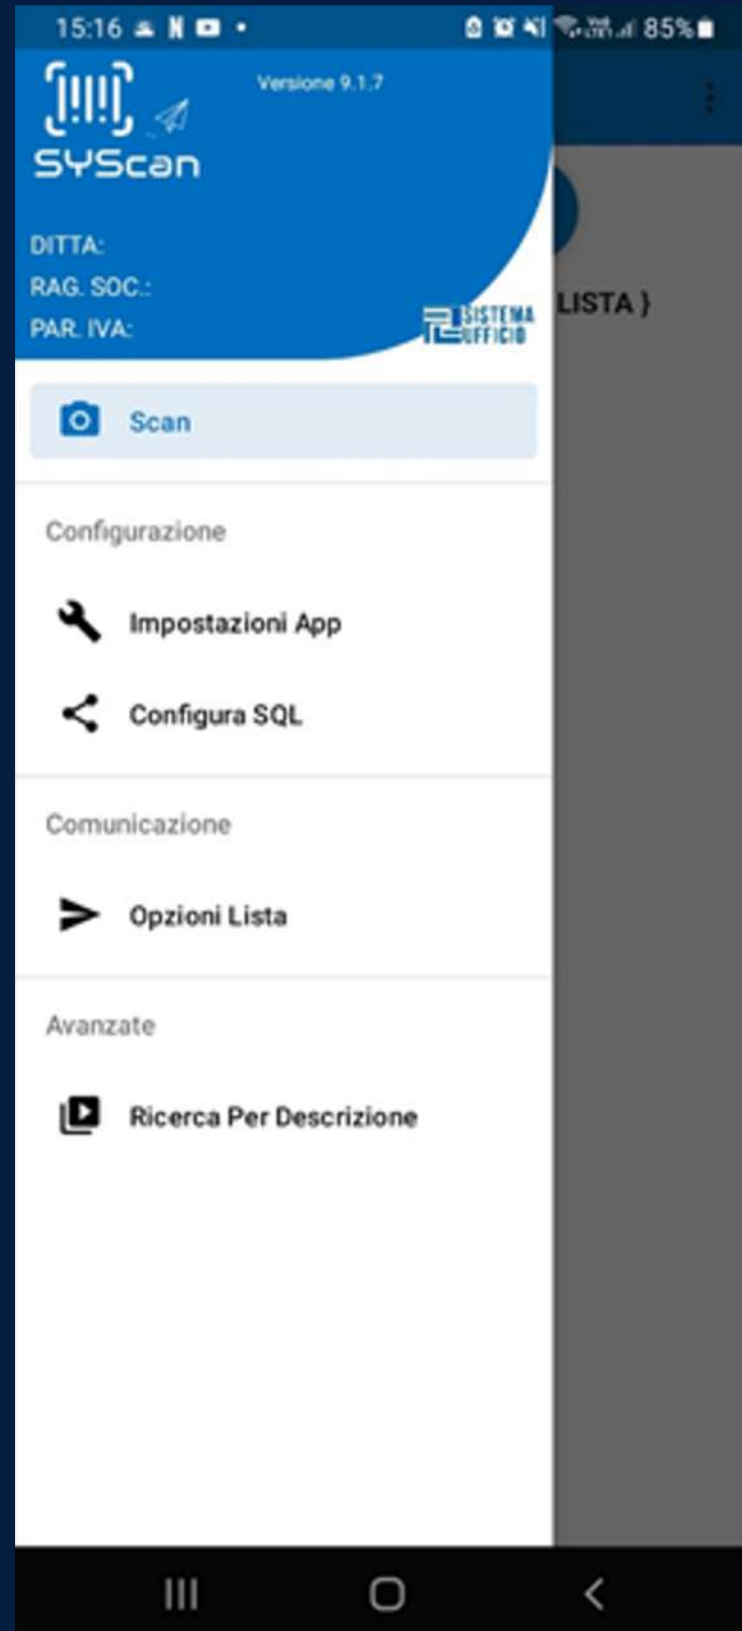 15:16
85%
Versione 9.1.7
SYScan
DITTA:
RAG. SOC.:
PAR. IVA:
SISTEMA
UFFICIO
LISTA }
Scan
Configurazione
Impostazioni App
Configura SQL
Comunicazione
Opzioni Lista
Avanzate
Ricerca Per Descrizione